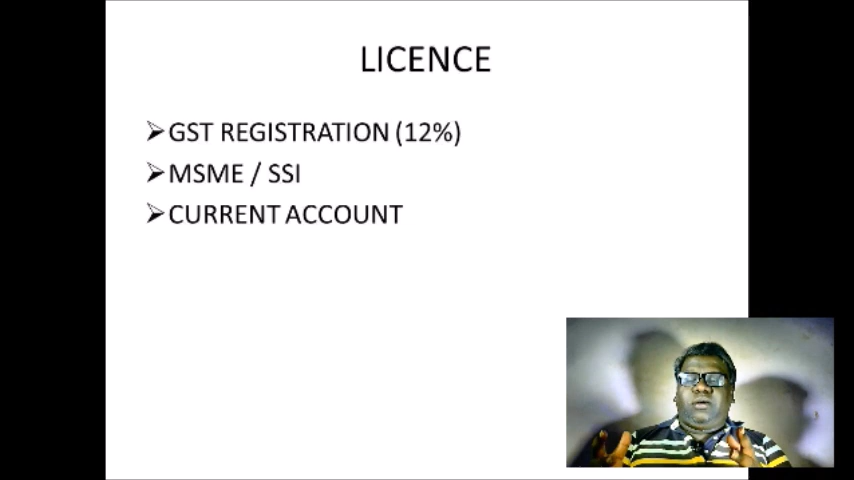 LICENCE
GST REGISTRATION (12%)
MSME / SSI
CURRENT ACCOUNT